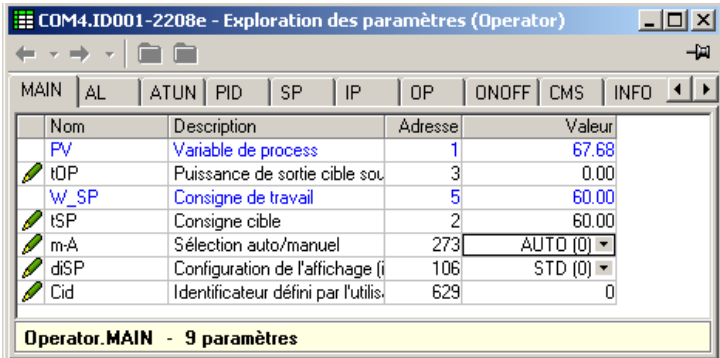 COM4.ID001-2208e - Exploration des paramètres (Operator)
MAIN AL ATUN PID SP IP OP ONOFF CMS INFO
Nom Description Adresse Valeur
PV Variable de process 1 67.68
tOP Puissance de sortie cible sou 3 0.00
W_SP Consigne de travail 5 60.00
tSP Consigne cible 2 60.00
m-A Sélection auto/manuel 273 AUTO (0)
diSP Configuration de l'affichage (i 106 STD (0)
Cid Identificateur défini par l'utilis 629 0
Operator.MAIN - 9 paramètres